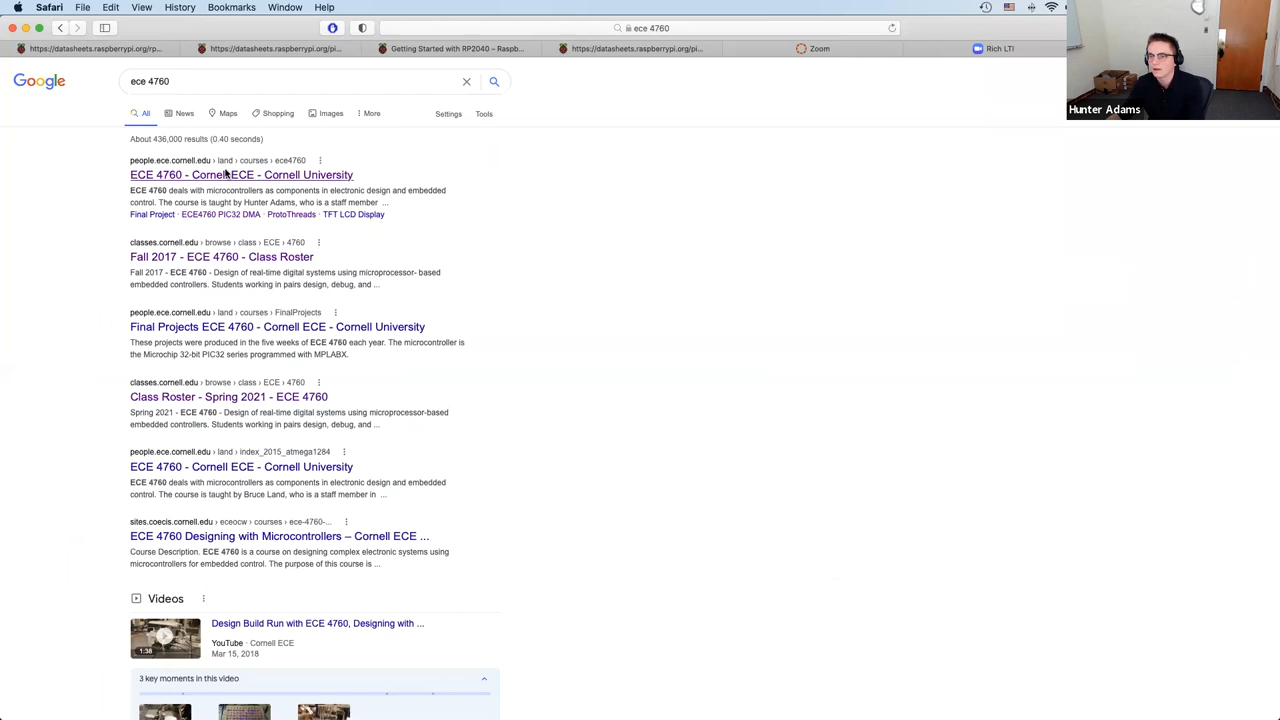 Safari File Edit View History Bookmarks Window Help
ece 4760
https://datasheets.raspberrypi.org/rp...
https://datasheets.raspberrypi.org/pi...
Getting Started with RP2040 – Raspb...
https://datasheets.raspberrypi.org/pi...
Zoom
Rich LTI
Hunter Adams
Google
ece 4760
All News Maps Shopping Images More Settings Tools
About 436,000 results (0.40 seconds)
people.ece.cornell.edu › land › courses › ece4760
ECE 4760 - Cornell ECE - Cornell University
ECE 4760 deals with microcontrollers as components in electronic design and embedded
control. The course is taught by Hunter Adams, who is a staff member ...
Final Project · ECE4760 PIC32 DMA · ProtoThreads · TFT LCD Display
classes.cornell.edu › browse › class › ECE › 4760
Fall 2017 - ECE 4760 - Class Roster
Fall 2017 - ECE 4760 - Design of real-time digital systems using microprocessor- based
embedded controllers. Students working in pairs design, debug, and ...
people.ece.cornell.edu › land › courses › FinalProjects
Final Projects ECE 4760 - Cornell ECE - Cornell University
These projects were produced in the five weeks of ECE 4760 each year. The microcontroller is
the Microchip 32-bit PIC32 series programmed with MPLABX.
classes.cornell.edu › browse › class › ECE › 4760
Class Roster - Spring 2021 - ECE 4760
Spring 2021 - ECE 4760 - Design of real-time digital systems using microprocessor-based
embedded controllers. Students working in pairs design, debug, and ...
people.ece.cornell.edu › land › index_2015_atmega1284
ECE 4760 - Cornell ECE - Cornell University
ECE 4760 deals with microcontrollers as components in electronic design and embedded
control. The course is taught by Bruce Land, who is a staff member in ...
sites.coecis.cornell.edu › eceocw › courses › ece-4760-...
ECE 4760 Designing with Microcontrollers – Cornell ECE ...
Course Description. ECE 4760 is a course on designing complex electronic systems using
microcontrollers for embedded control. The purpose of this course is ...
Videos
Design Build Run with ECE 4760, Designing with ...
YouTube · Cornell ECE
Mar 15, 2018
1:38
3 key moments in this video